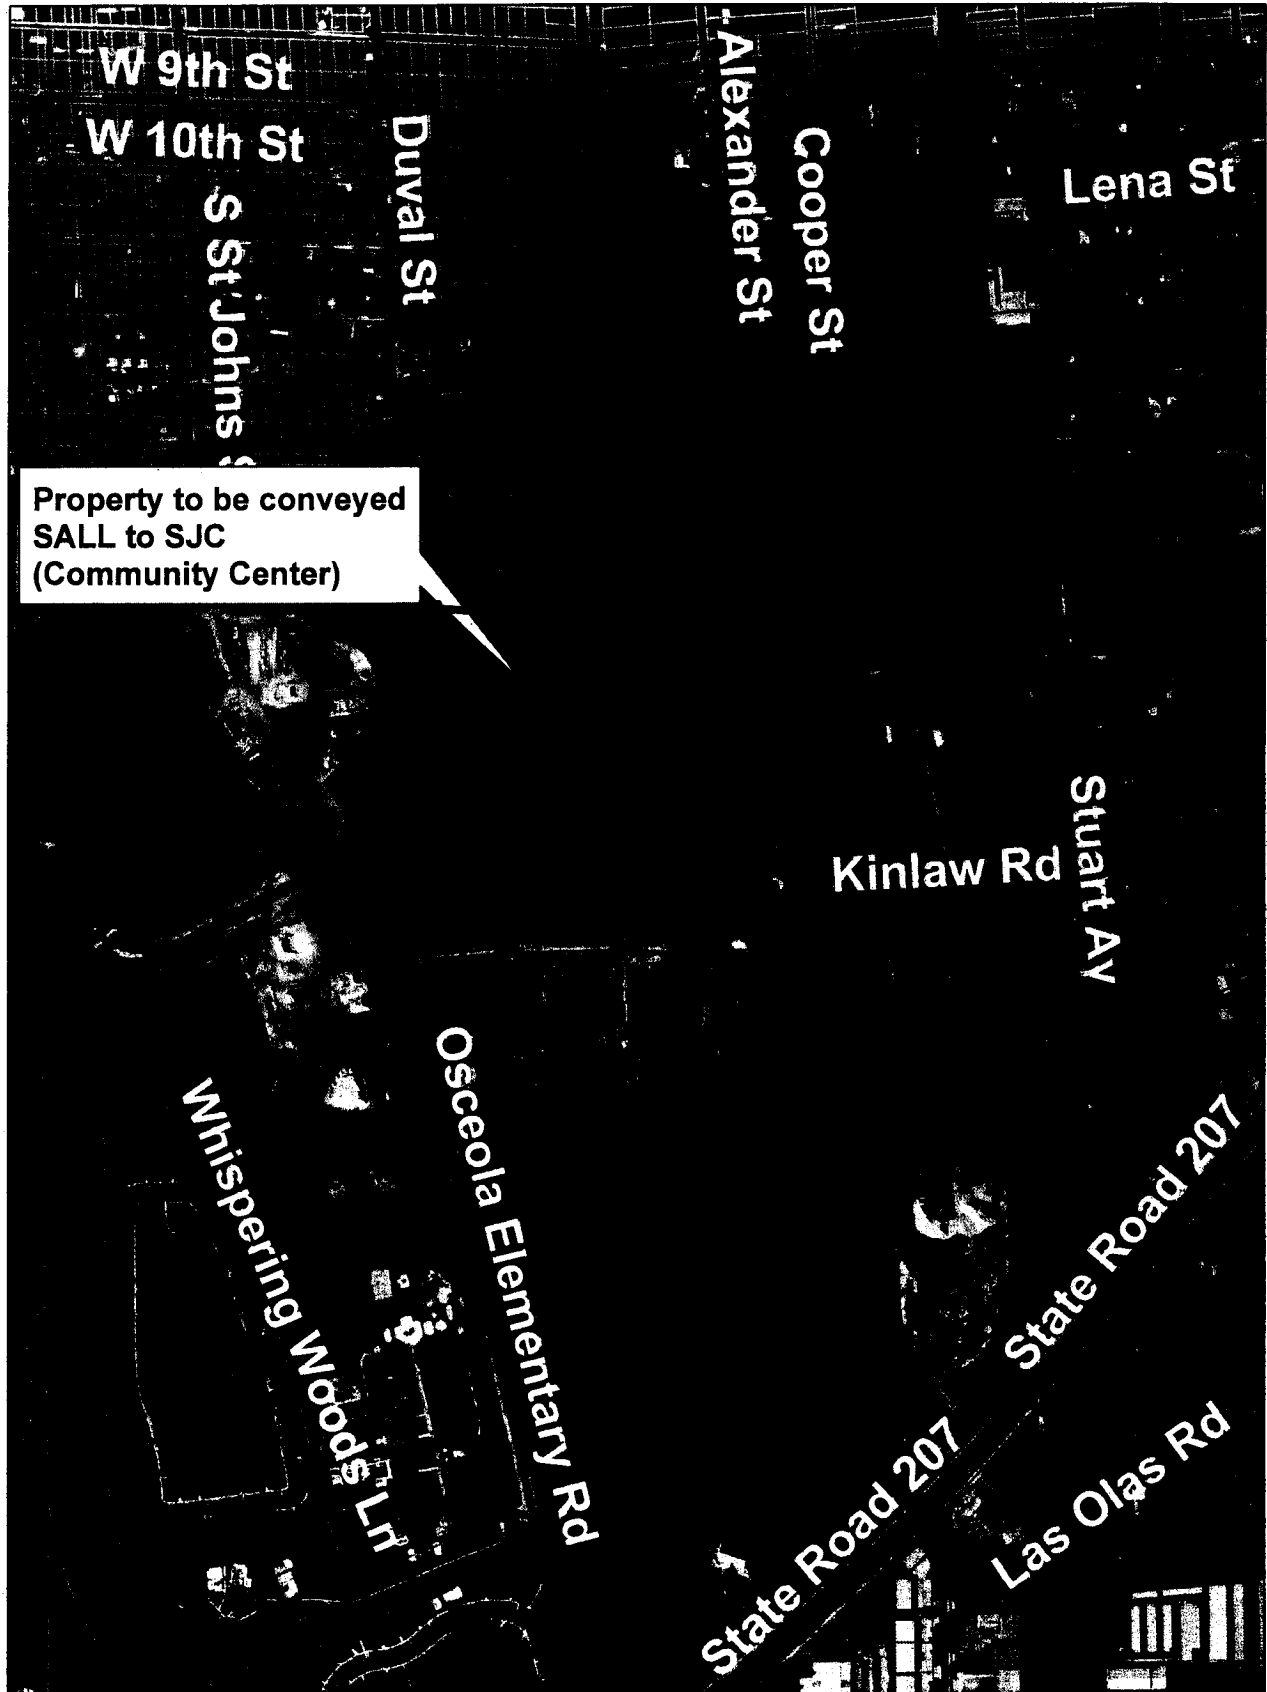 W 9th St
W 10th St
S St Johns S
Duval St
Alexander St
Cooper St
Lena St
Property to be conveyed
SALL to SJC
(Community Center)
Stuart Av
Kinlaw Rd
Osceola Elementary Rd
Whispering Woods Ln
State Road 207
State Road 207
Las Olas Rd